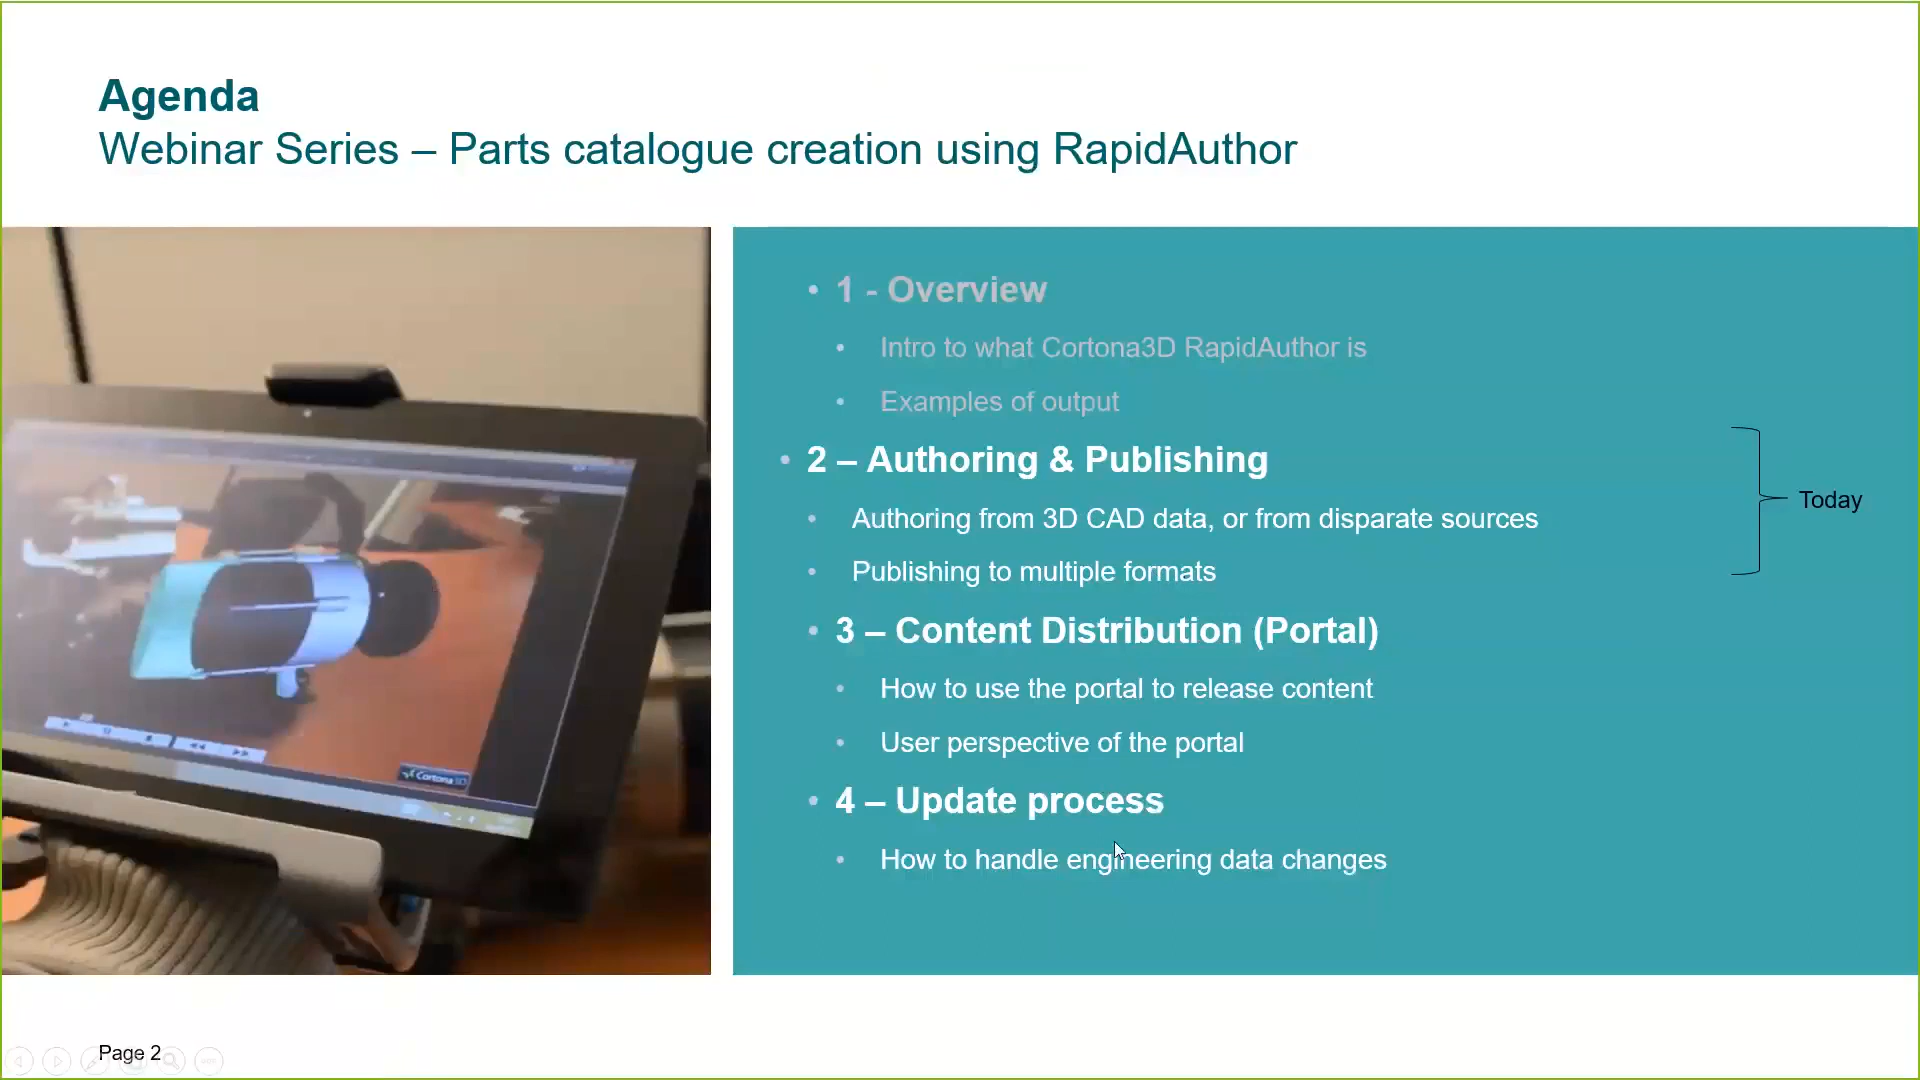 Agenda
Webinar Series – Parts catalogue creation using RapidAuthor
• 1 - Overview
• Intro to what Cortona3D RapidAuthor is
• Examples of output
• 2 – Authoring & Publishing
• Authoring from 3D CAD data, or from disparate sources
• Publishing to multiple formats
Today
• 3 – Content Distribution (Portal)
• How to use the portal to release content
• User perspective of the portal
• 4 – Update process
• How to handle engineering data changes
Cortona3D
Page 2